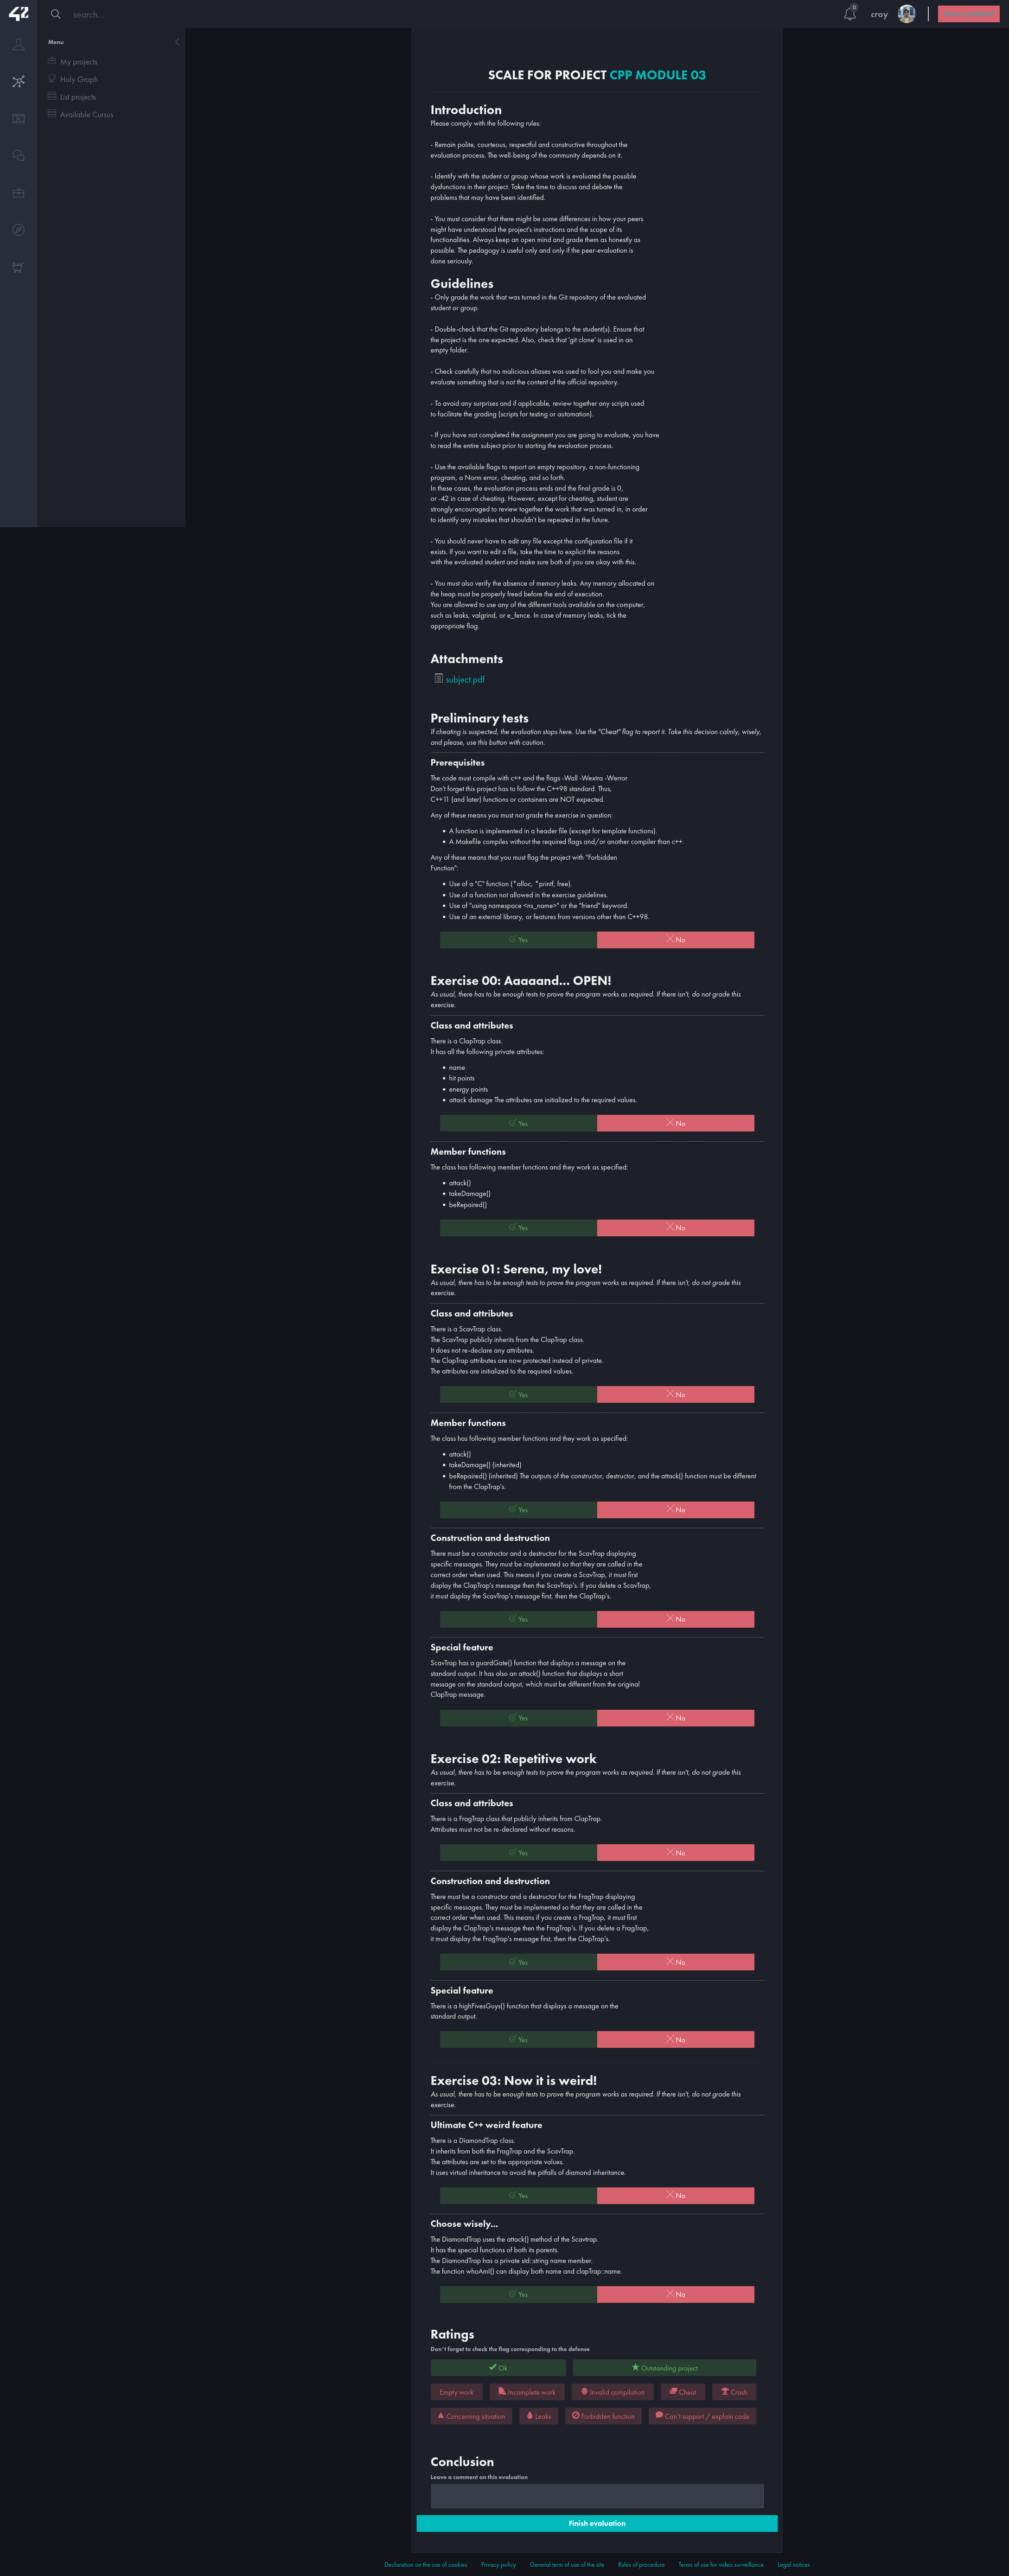 42
search...
0
croy
Menu
My projects
Holy Graph
List projects
Available Cursus
SCALE FOR PROJECT CPP MODULE 03
Introduction
Please comply with the following rules:
- Remain polite, courteous, respectful and constructive throughout the
evaluation process. The well-being of the community depends on it.
- Identify with the student or group whose work is evaluated the possible
dysfunctions in their project. Take the time to discuss and debate the
problems that may have been identified.
- You must consider that there might be some differences in how your peers
might have understood the project's instructions and the scope of its
functionalities. Always keep an open mind and grade them as honestly as
possible. The pedagogy is useful only and only if the peer-evaluation is
done seriously.
Guidelines
- Only grade the work that was turned in the Git repository of the evaluated
student or group.
- Double-check that the Git repository belongs to the student(s). Ensure that
the project is the one expected. Also, check that 'git clone' is used in an
empty folder.
- Check carefully that no malicious aliases was used to fool you and make you
evaluate something that is not the content of the official repository.
- To avoid any surprises and if applicable, review together any scripts used
to facilitate the grading (scripts for testing or automation).
- If you have not completed the assignment you are going to evaluate, you have
to read the entire subject prior to starting the evaluation process.
- Use the available flags to report an empty repository, a non-functioning
program, a Norm error, cheating, and so forth.
In these cases, the evaluation process ends and the final grade is 0,
or -42 in case of cheating. However, except for cheating, student are
strongly encouraged to review together the work that was turned in, in order
to identify any mistakes that shouldn't be repeated in the future.
- You should never have to edit any file except the configuration file if it
exists. If you want to edit a file, take the time to explicit the reasons
with the evaluated student and make sure both of you are okay with this.
- You must also verify the absence of memory leaks. Any memory allocated on
the heap must be properly freed before the end of execution.
You are allowed to use any of the different tools available on the computer,
such as leaks, valgrind, or e_fence. In case of memory leaks, tick the
appropriate flag.
Attachments
subject.pdf
Preliminary tests
If cheating is suspected, the evaluation stops here. Use the "Cheat" flag to report it. Take this decision calmly, wisely,
and please, use this button with caution.
Prerequisites
The code must compile with c++ and the flags -Wall -Wextra -Werror
Don't forget this project has to follow the C++98 standard. Thus,
C++11 (and later) functions or containers are NOT expected.
Any of these means you must not grade the exercise in question:
• A function is implemented in a header file (except for template functions).
• A Makefile compiles without the required flags and/or another compiler than c++.
Any of these means that you must flag the project with "Forbidden
Function":
• Use of a "C" function (*alloc, *printf, free).
• Use of a function not allowed in the exercise guidelines.
• Use of "using namespace <ns_name>" or the "friend" keyword.
• Use of an external library, or features from versions other than C++98.
Yes
No
Exercise 00: Aaaaand... OPEN!
As usual, there has to be enough tests to prove the program works as required. If there isn't, do not grade this
exercise.
Class and attributes
There is a ClapTrap class.
It has all the following private attributes:
• name
• hit points
• energy points
• attack damage The attributes are initialized to the required values.
Yes
No
Member functions
The class has following member functions and they work as specified:
• attack()
• takeDamage()
• beRepaired()
Yes
No
Exercise 01: Serena, my love!
As usual, there has to be enough tests to prove the program works as required. If there isn't, do not grade this
exercise.
Class and attributes
There is a ScavTrap class.
The ScavTrap publicly inherits from the ClapTrap class.
It does not re-declare any attributes.
The ClapTrap attributes are now protected instead of private.
The attributes are initialized to the required values.
Yes
No
Member functions
The class has following member functions and they work as specified:
• attack()
• takeDamage() (inherited)
• beRepaired() (inherited) The outputs of the constructor, destructor, and the attack() function must be different
from the ClapTrap's.
Yes
No
Construction and destruction
There must be a constructor and a destructor for the ScavTrap displaying
specific messages. They must be implemented so that they are called in the
correct order when used. This means if you create a ScavTrap, it must first
display the ClapTrap's message then the ScavTrap's. If you delete a ScavTrap,
it must display the ScavTrap's message first, then the ClapTrap's.
Yes
No
Special feature
ScavTrap has a guardGate() function that displays a message on the
standard output. It has also an attack() function that displays a short
message on the standard output, which must be different from the original
ClapTrap message.
Yes
No
Exercise 02: Repetitive work
As usual, there has to be enough tests to prove the program works as required. If there isn't, do not grade this
exercise.
Class and attributes
There is a FragTrap class that publicly inherits from ClapTrap.
Attributes must not be re-declared without reasons.
Yes
No
Construction and destruction
There must be a constructor and a destructor for the FragTrap displaying
specific messages. They must be implemented so that they are called in the
correct order when used. This means if you create a FragTrap, it must first
display the ClapTrap's message then the FragTrap's. If you delete a FragTrap,
it must display the FragTrap's message first, then the ClapTrap's.
Yes
No
Special feature
There is a highFivesGuys() function that displays a message on the
standard output.
Yes
No
Exercise 03: Now it is weird!
As usual, there has to be enough tests to prove the program works as required. If there isn't, do not grade this
exercise.
Ultimate C++ weird feature
There is a DiamondTrap class.
It inherits from both the FragTrap and the ScavTrap.
The attributes are set to the appropriate values.
It uses virtual inheritance to avoid the pitfalls of diamond inheritance.
Yes
No
Choose wisely...
The DiamondTrap uses the attack() method of the Scavtrap.
It has the special functions of both its parents.
The DiamondTrap has a private std::string name member.
The function whoAmI() can display both name and clapTrap::name.
Yes
No
Ratings
Don't forget to check the flag corresponding to the defense
Ok
Outstanding project
Empty work
Incomplete work
Invalid compilation
Cheat
Crash
Concerning situation
Leaks
Forbidden function
Can't support / explain code
Conclusion
Leave a comment on this evaluation
Finish evaluation
Declaration on the use of cookies
Privacy policy
General term of use of the site
Rules of procedure
Terms of use for video surveillance
Legal notices